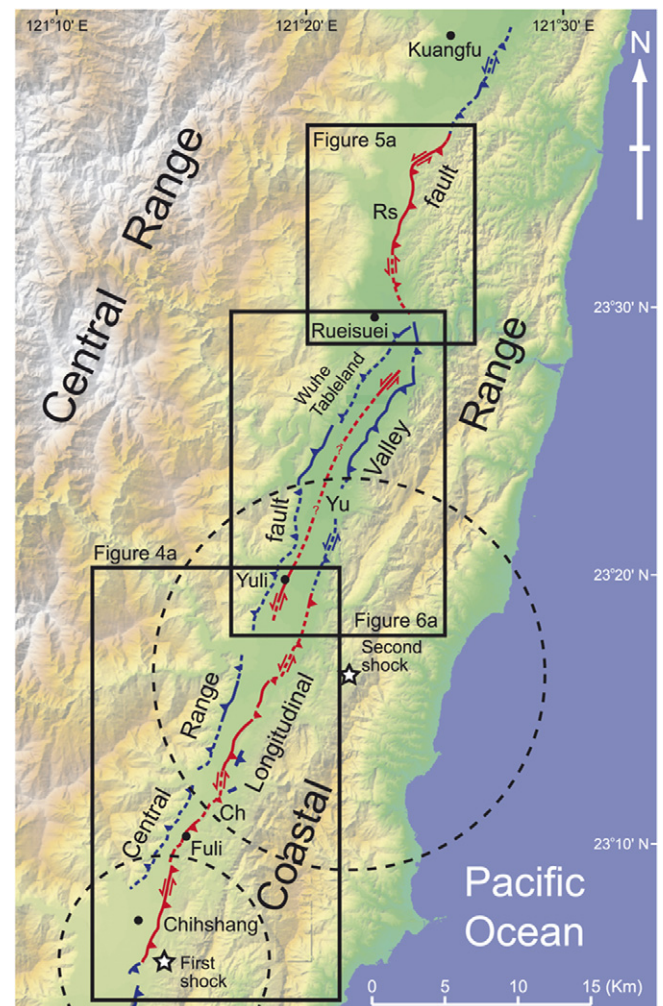 121°10'
121°20'
121°30'
Kuangfu
N
Figure 5a
fault
Rs
Central Range
23°30'
Rueisuei
Wuhe
Tableland
Range
Valley
Yu
fault
Figure 4a
Yuli
23°20'
Figure 6a
Second
shock
Range
Longitudinal
Central
Ch
Fuli
Coastal
23°10'
Chihshang
First
shock
Pacific
Ocean
0 5 10 15 (Km)